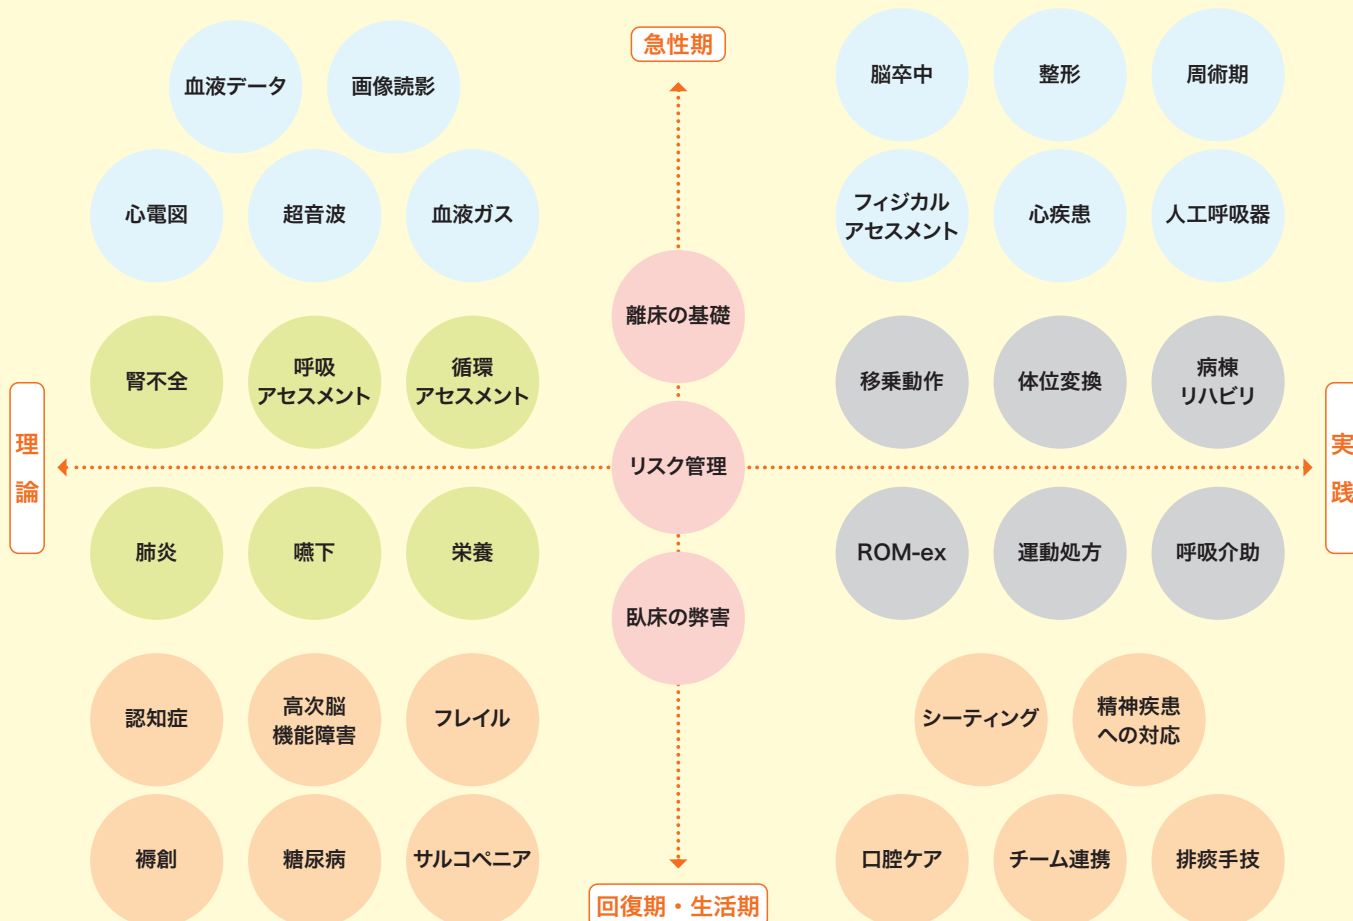 急性期
血液データ
画像読影
脳卒中
整形
周術期
心電図
超音波
血液ガス
フィジカル
アセスメント
心疾患
人工呼吸器
離床の基礎
腎不全
呼吸
アセスメント
循環
アセスメント
移乗動作
体位変換
病棟
リハビリ
理論
リスク管理
実践
肺炎
嚥下
栄養
ROM-ex
運動処方
呼吸介助
臥床の弊害
認知症
高次脳
機能障害
フレイル
シーティング
精神疾患
への対応
褥創
糖尿病
サルコペニア
口腔ケア
チーム連携
排痰手技
回復期・生活期